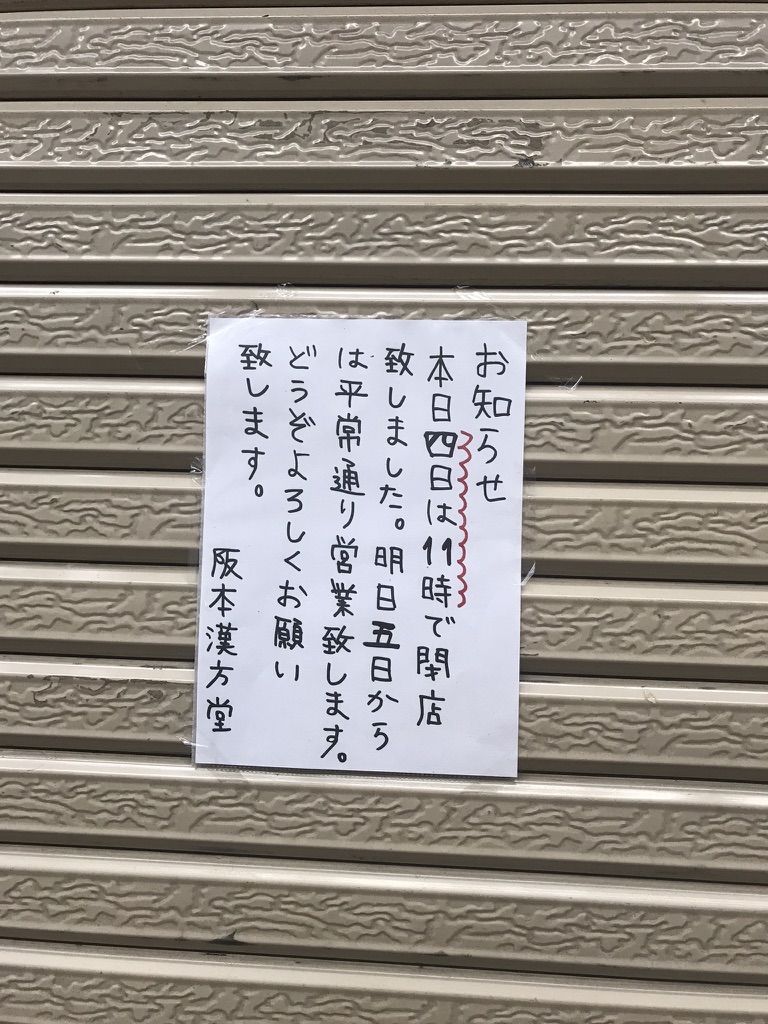 お知らせ
本日四日は11時で閉店
致しました。明日五日から
は平常通り営業致します。
どうぞよろしくお願い
致します。
阪本漢方堂